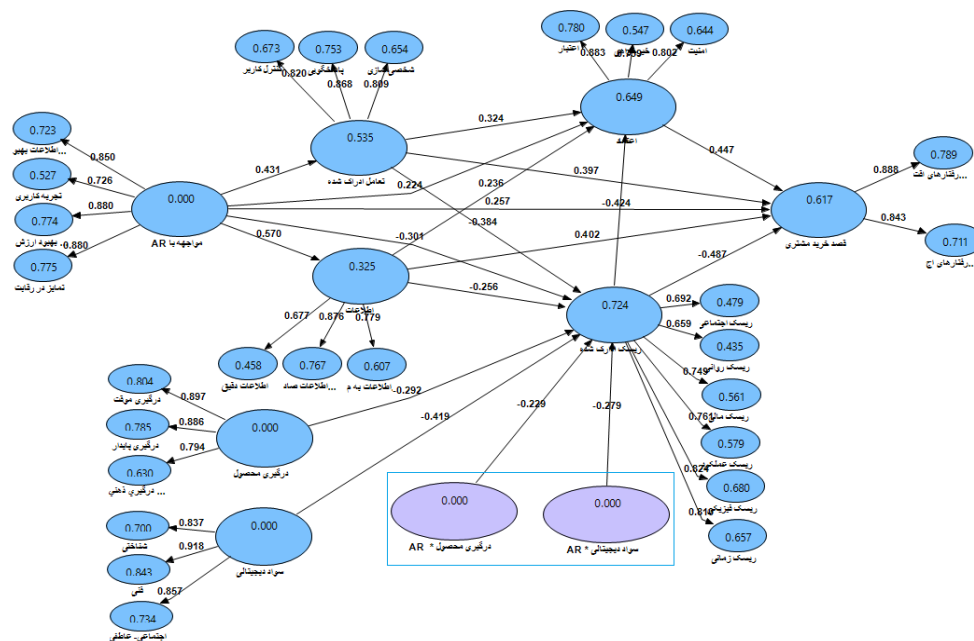 0.780
0.547
0.644
0.883
0.802
اعتبار
امنیت
0.673
0.753
0.654
کنترل کاربر
شخصی سازی
0.820
0.868
0.809
0.649
0.535
تعامل ادراک شده
0.324
0.723
اطلاعات بهبو...
0.850
0.527
تجربه کاربری
0.726
0.774
بهبود ارزش
0.880
0.775
تمایز در رقابت
0.880
0.000
مواجهه با AR
0.431
0.224
0.236
0.397
0.447
0.257
-0.424
-0.384
0.570
-0.301
0.402
0.617
قصد خرید مشتری
0.888
0.789
رفتارهای افت...
0.843
0.711
رفتارهای اج...
0.325
اطلاعات
-0.256
-0.487
0.724
ریسک ادرک شده
0.677
0.876
0.779
0.458
0.767
0.607
اطلاعات دقیق
اطلاعات صاد...
اطلاعات به م
0.692
0.479
ریسک اجتماعی
0.659
0.435
ریسک روانی
0.749
0.561
ریسک مالی
0.761
0.579
ریسک عملکرد
0.824
0.680
ریسک فیزیکی
0.657
ریسک زمانی
-0.292
-0.419
-0.229
-0.279
0.804
درگیری موقت
0.897
0.785
درگیری پایدار
0.886
0.630
درگیري ذهني ...
0.794
0.000
درگیری محصول
0.700
شناختی
0.837
0.843
فنی
0.918
0.734
اجتماعی- عاطفی
0.857
0.000
سواد دیجیتالی
0.000
AR * درگیری محصول
0.000
AR * سواد دیجیتالی